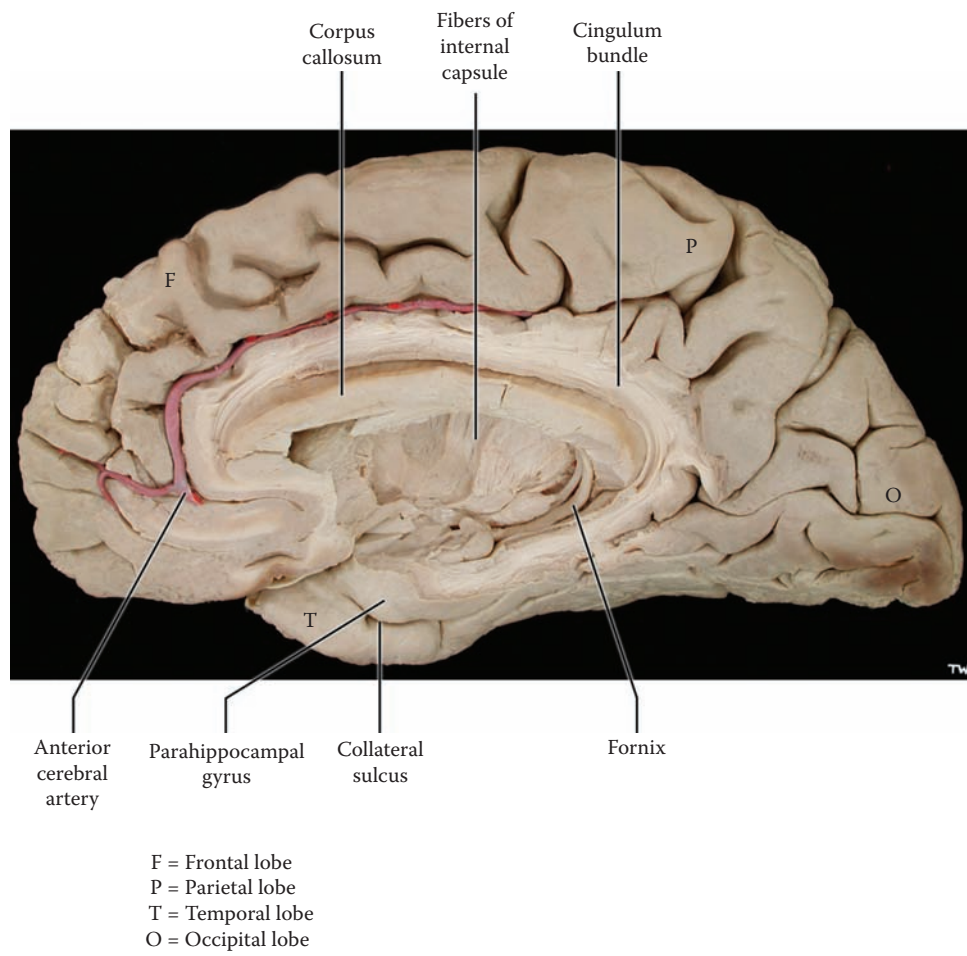 Corpus
callosum
Fibers of
internal
capsule
Cingulum
bundle
F
P
O
T
TW
Anterior
cerebral
artery
Parahippocampal
gyrus
Collateral
sulcus
Fornix
F = Frontal lobe
P = Parietal lobe
T = Temporal lobe
O = Occipital lobe